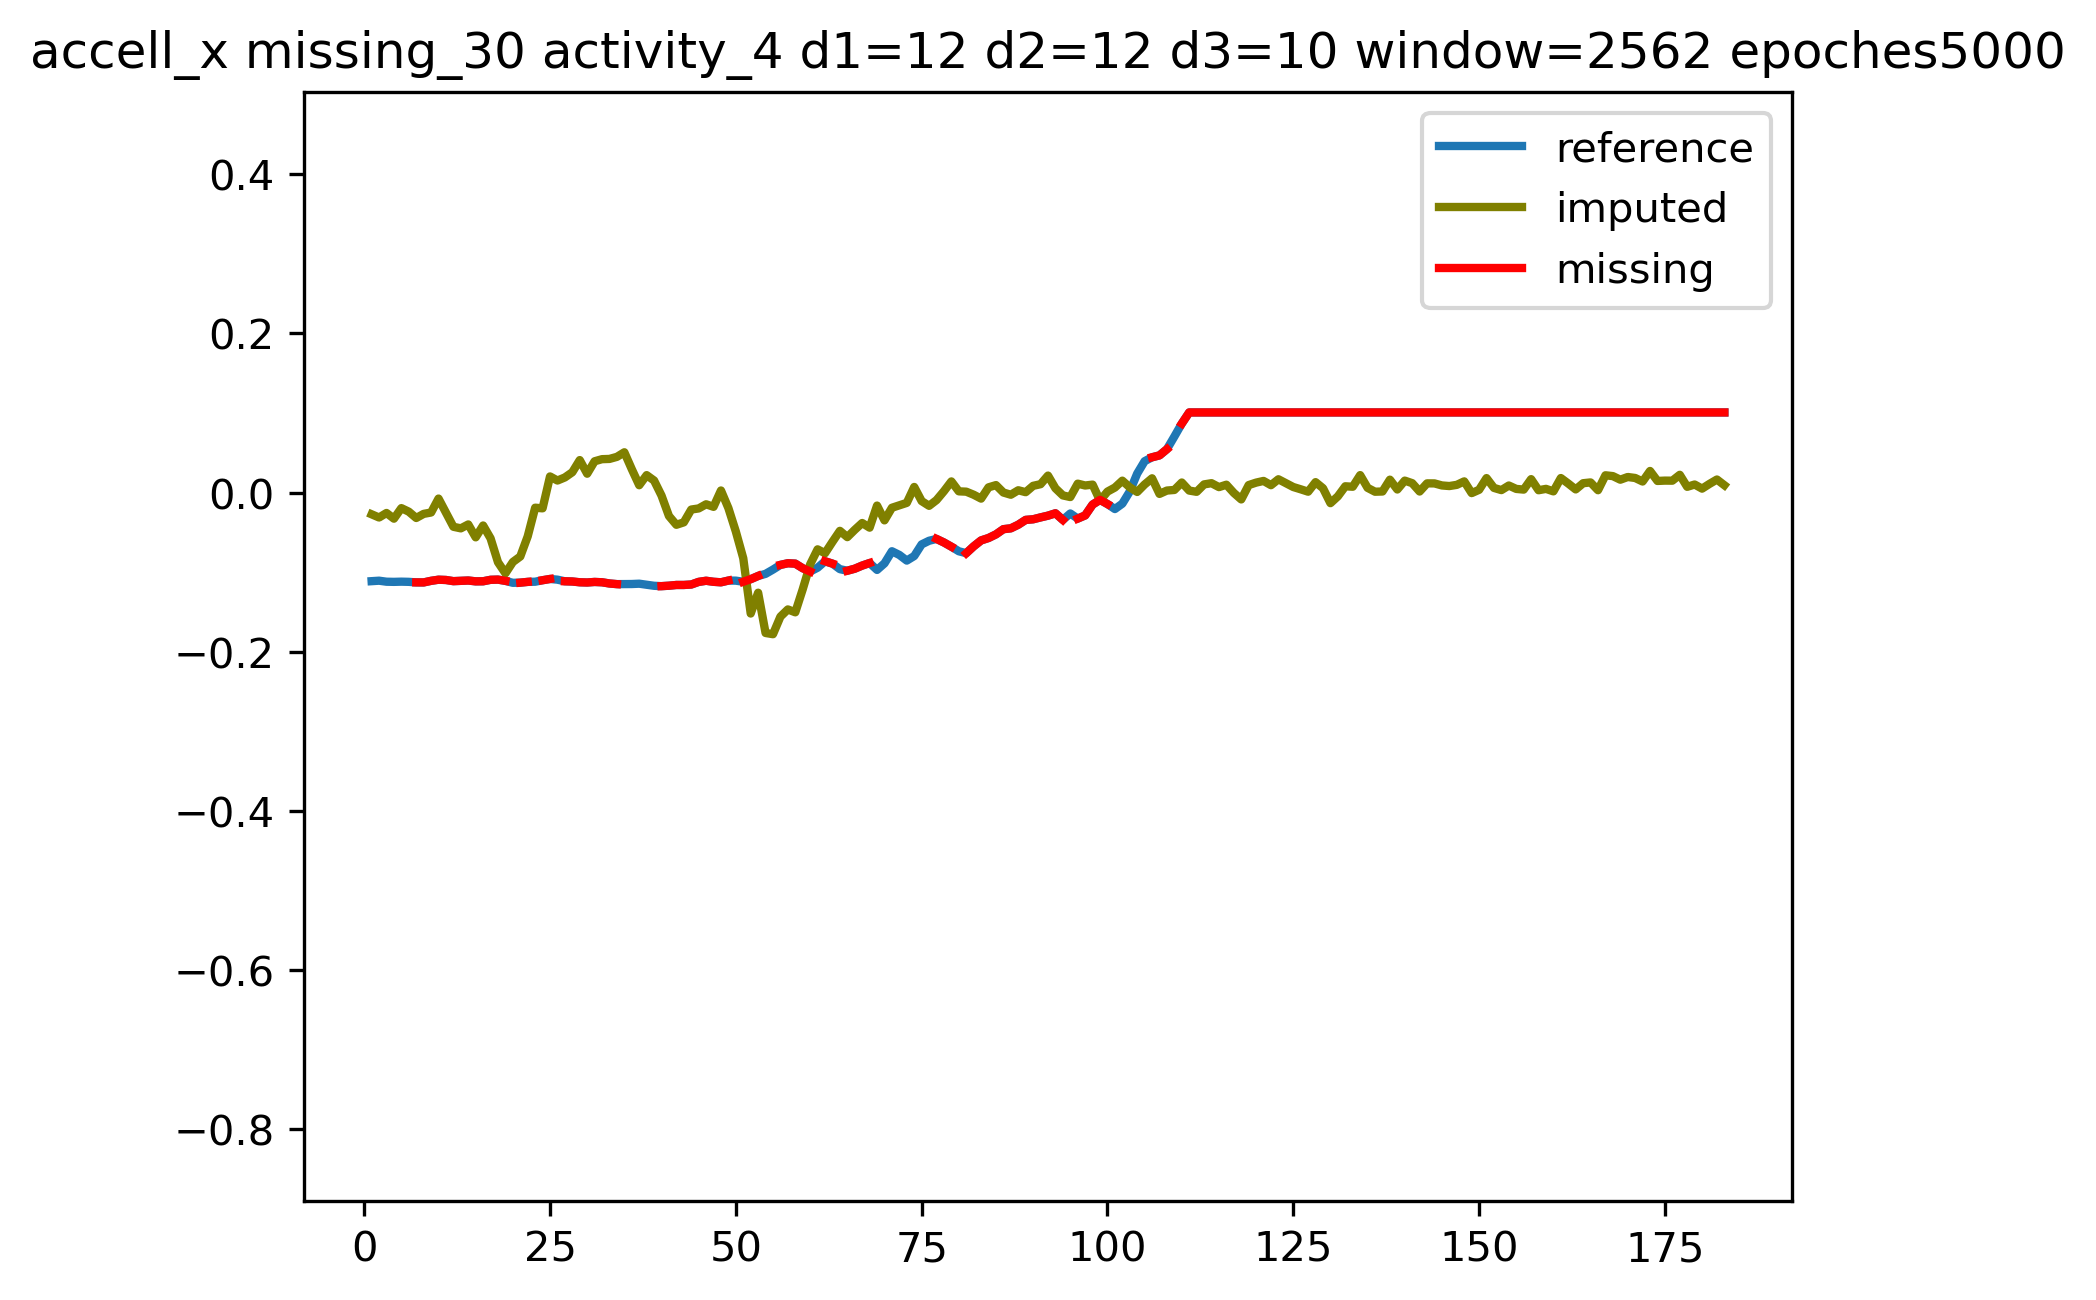 accell_x missing_30 activity_4 d1=12 d2=12 d3=10 window=2562 epoches5000
reference
imputed
missing
0.4
0.2
0.0
−0.2
−0.4
−0.6
−0.8
0 25 50 75 100 125 150 175